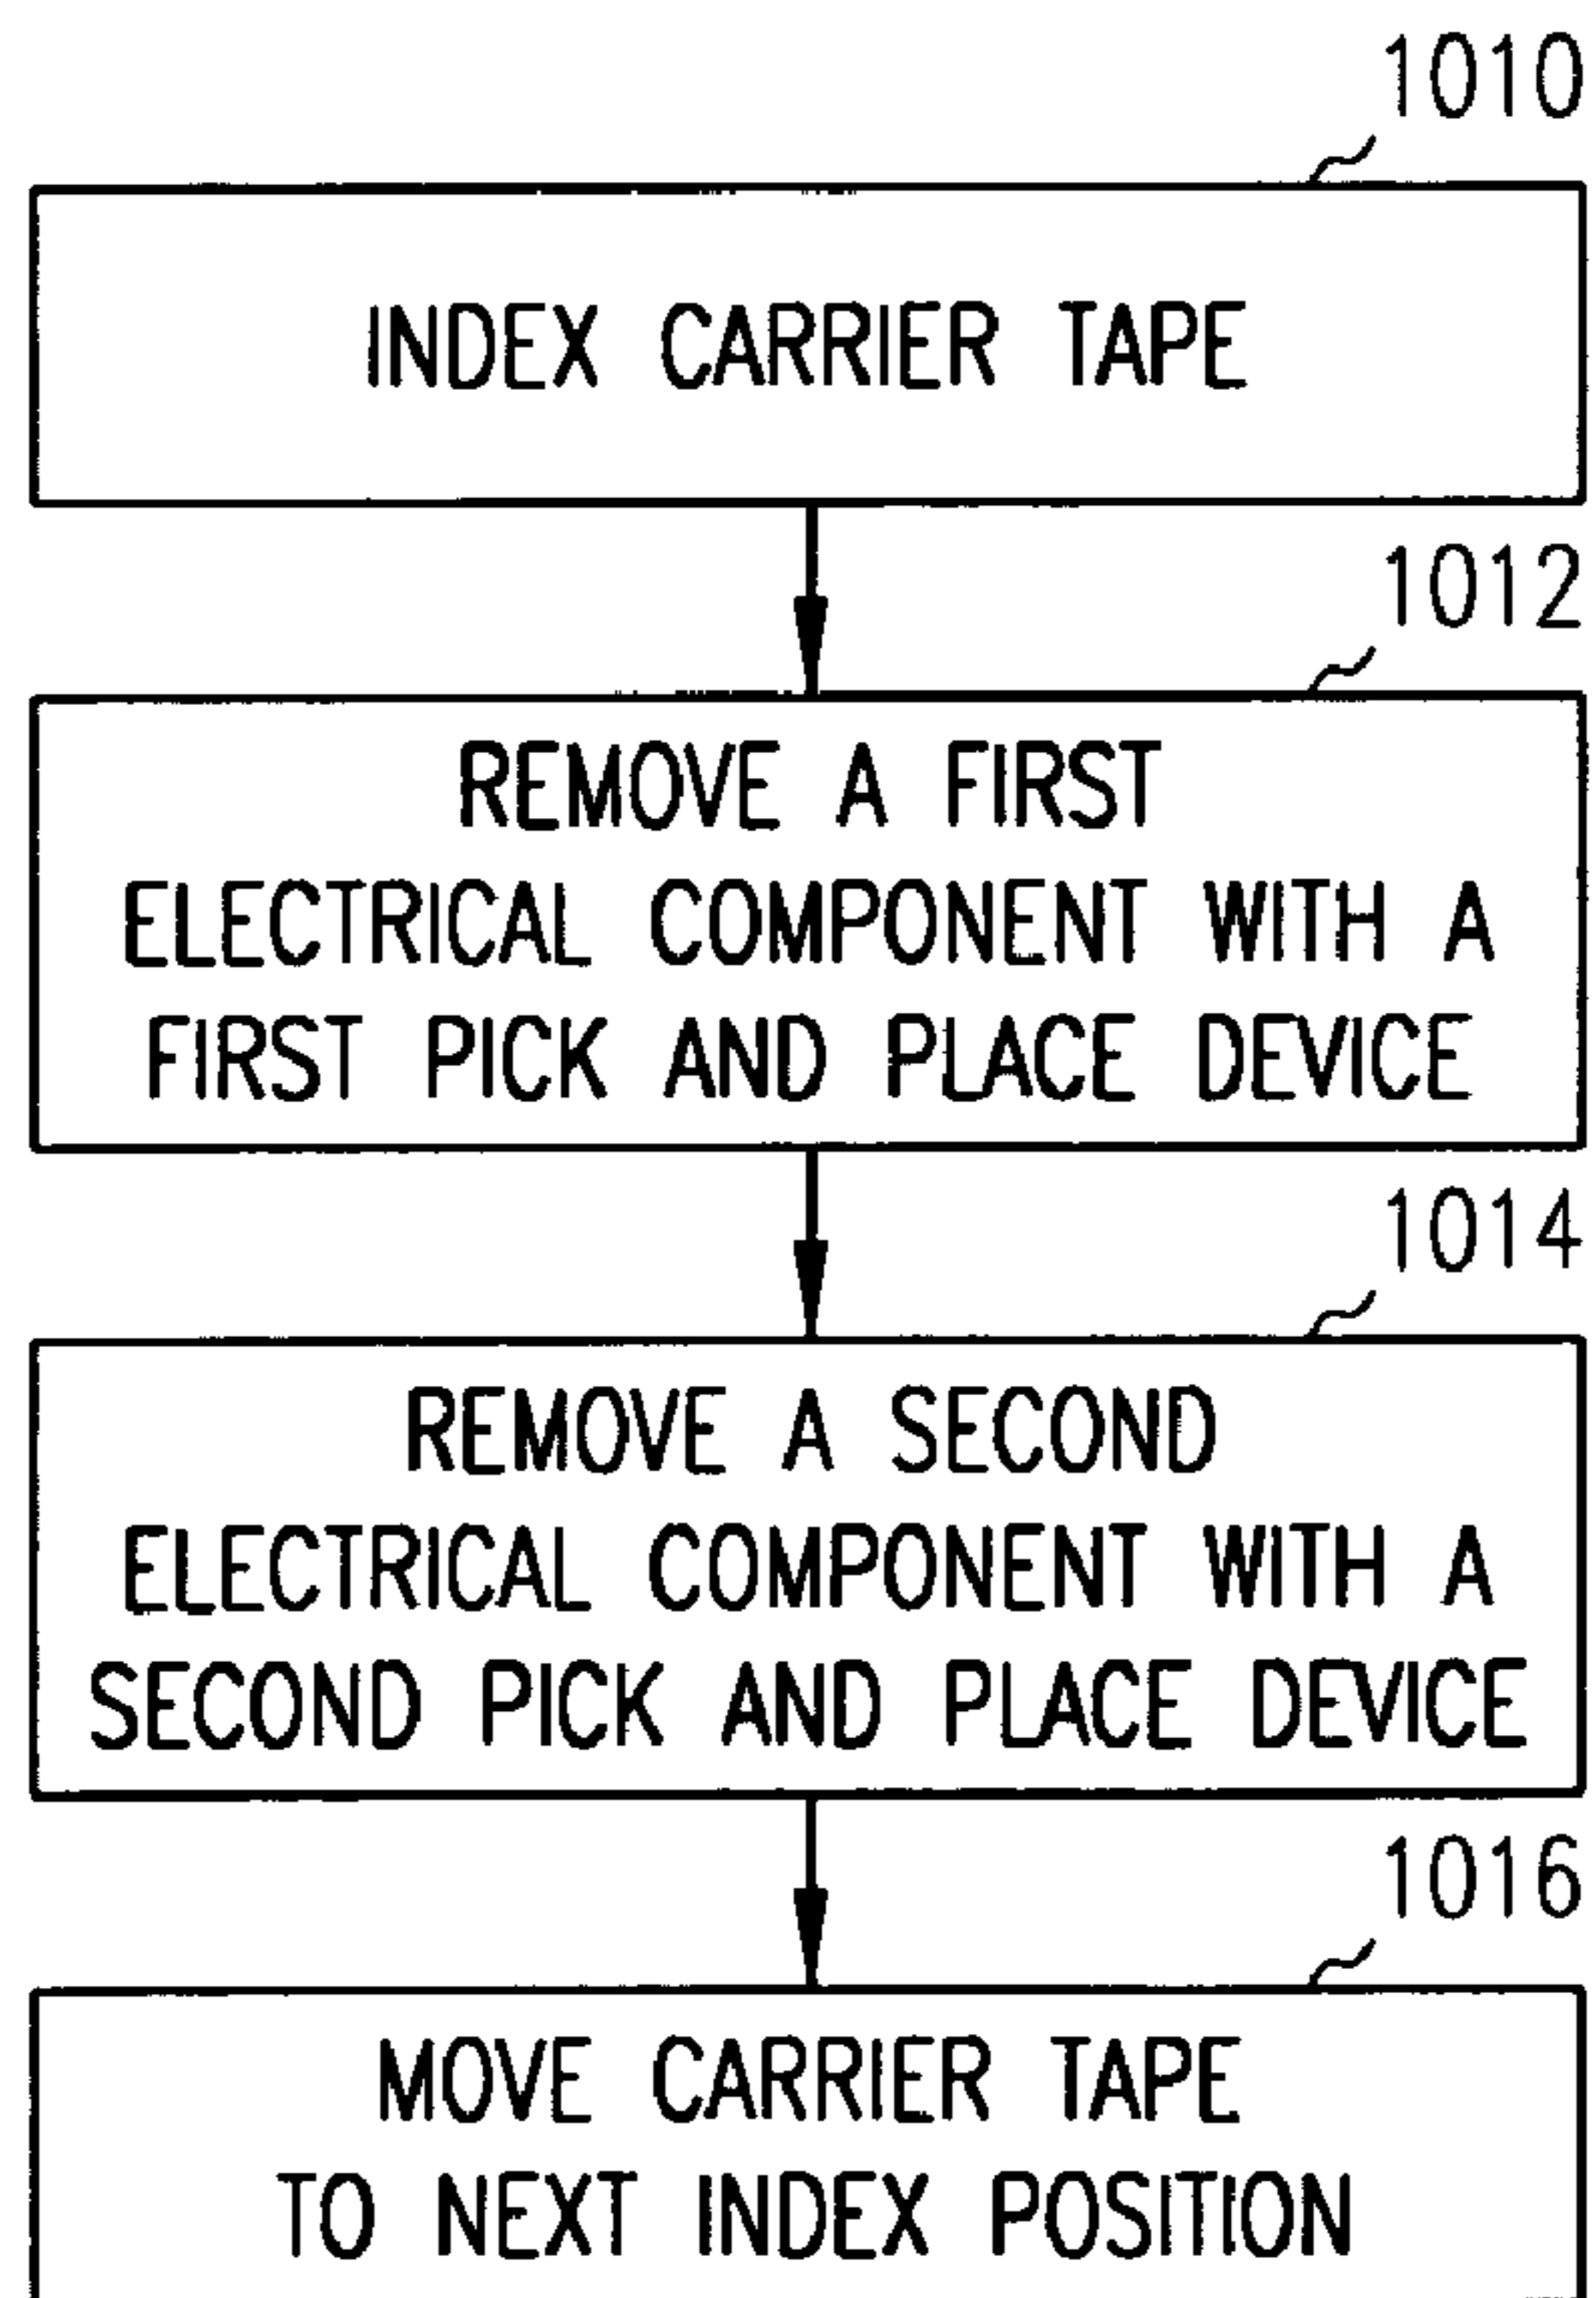 1010
INDEX CARRIER TAPE
1012
REMOVE A FIRST
ELECTRICAL COMPONENT WITH A
FIRST PICK AND PLACE DEVICE
1014
REMOVE A SECOND
ELECTRICAL COMPONENT WITH A
SECOND PICK AND PLACE DEVICE
1016
MOVE CARRIER TAPE
TO NEXT INDEX POSITION